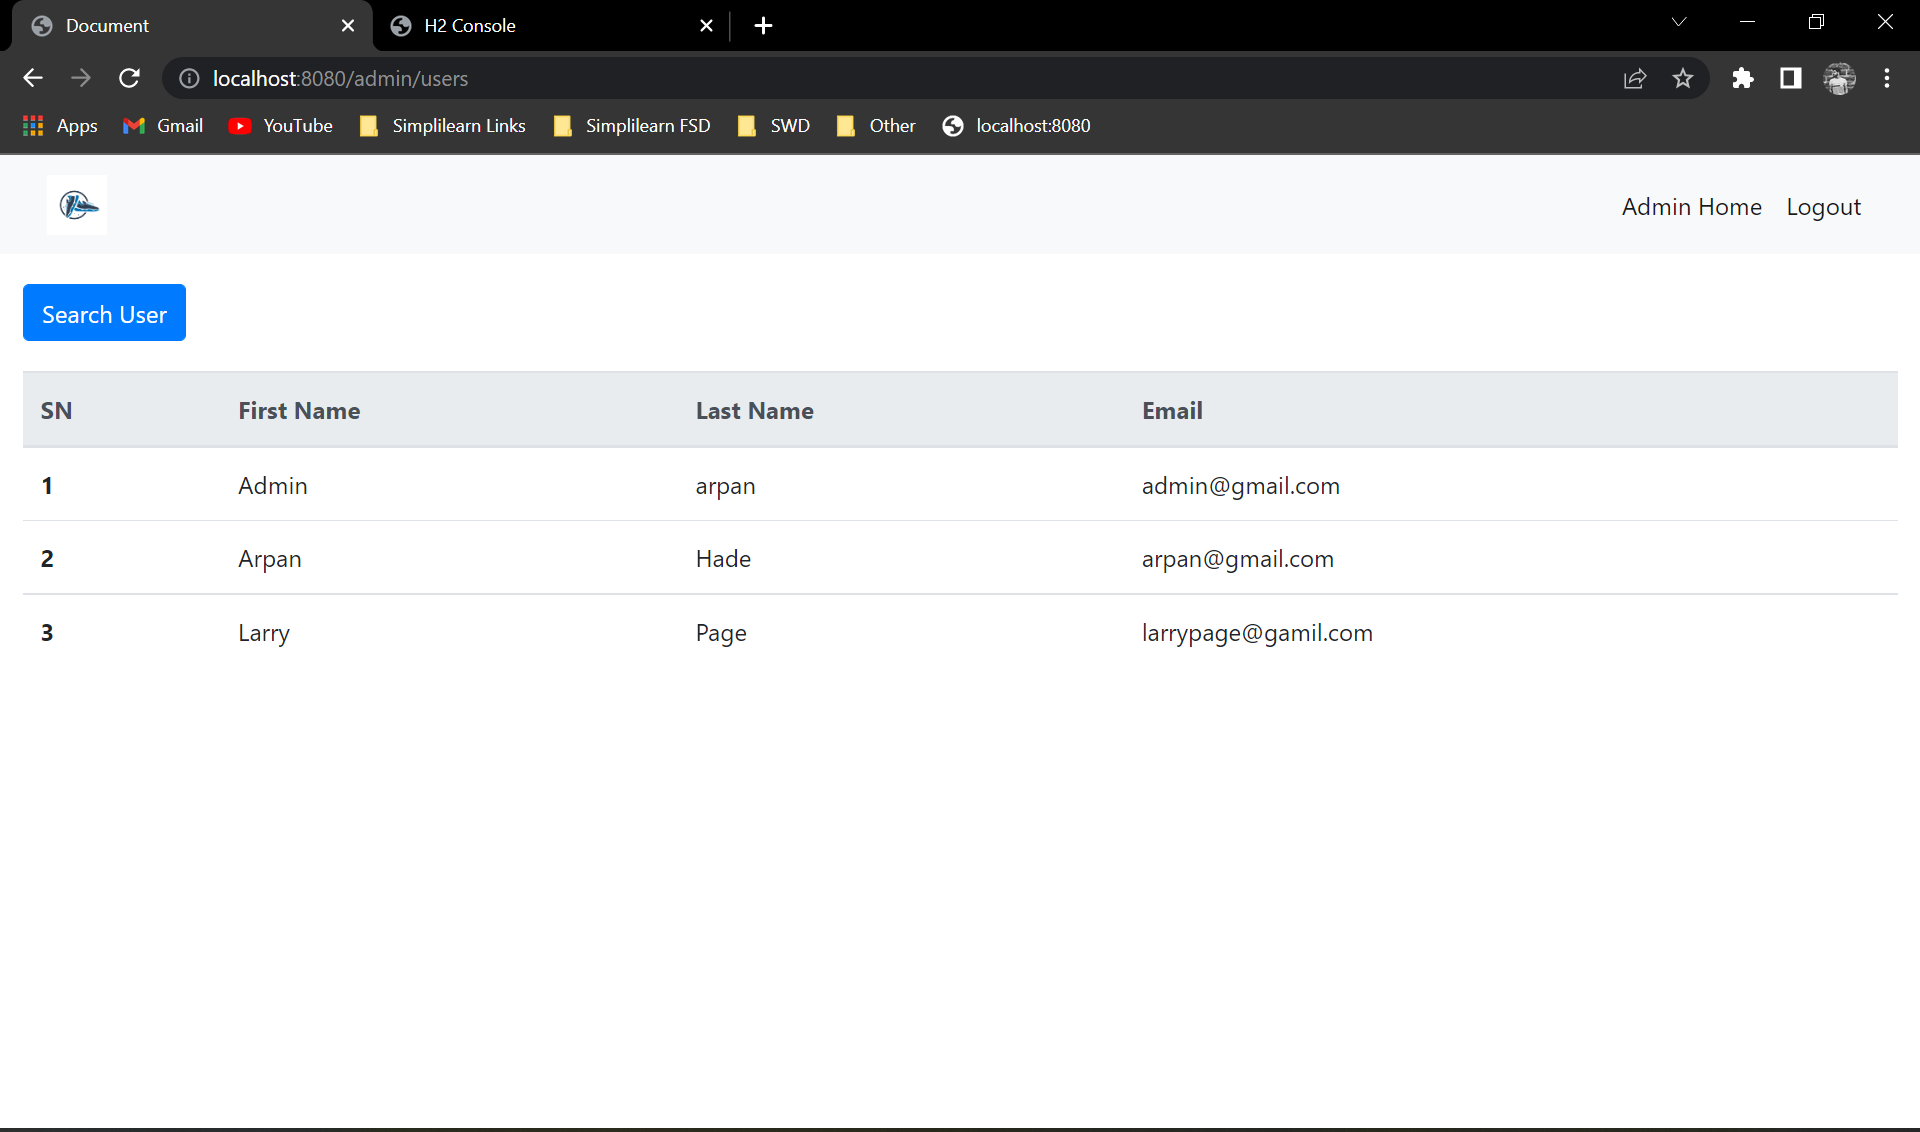 Document H2 Console
localhost:8080/admin/users
Apps Gmail YouTube Simplilearn Links Simplilearn FSD SWD Other localhost:8080
Admin Home Logout
Search User
SN First Name Last Name Email
1 Admin arpan admin@gmail.com
2 Arpan Hade arpan@gmail.com
3 Larry Page larrypage@gamil.com